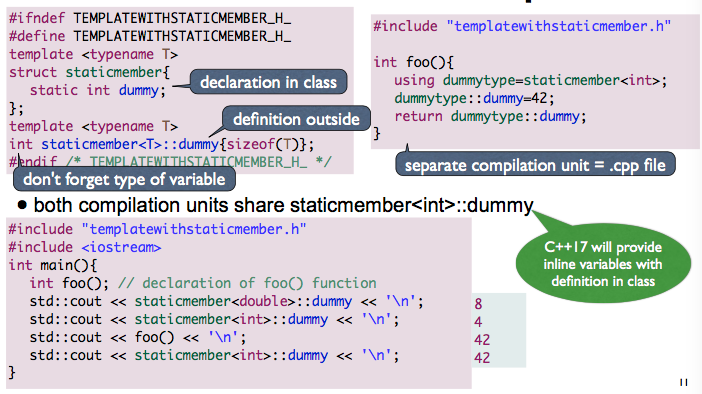 #ifndef TEMPLATEWITHSTATICMEMBER_H_
#define TEMPLATEWITHSTATICMEMBER_H_
template <typename T>
struct staticmember{
static int dummy;
declaration in class
};
definition outside
template <typename T>
int staticmember<T>::dummy{sizeof(T)};
#endif /* TEMPLATEWITHSTATICMEMBER_H_ */
don't forget type of variable
#include "templatewithstaticmember.h"
int foo(){
using dummytype=staticmember<int>;
dummytype::dummy=42;
return dummytype::dummy;
}
separate compilation unit = .cpp file
• both compilation units share staticmember<int>::dummy
C++17 will provide
inline variables with
definition in class
#include "templatewithstaticmember.h"
#include <iostream>
int main(){
int foo(); // declaration of foo() function
std::cout << staticmember<double>::dummy << '\n';
std::cout << staticmember<int>::dummy << '\n';
std::cout << foo() << '\n';
std::cout << staticmember<int>::dummy << '\n';
}
8
4
42
42
11